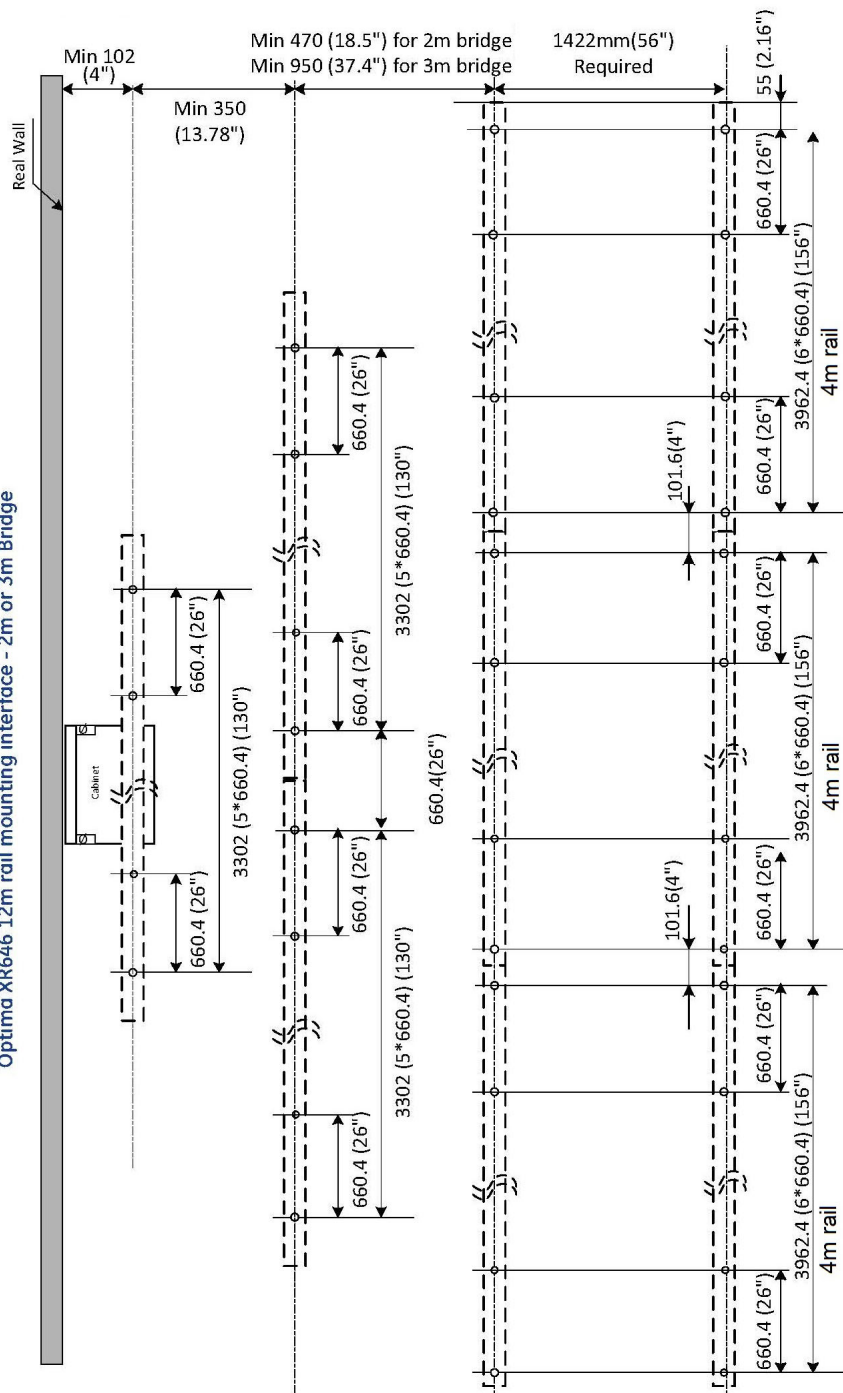 Optima XR646 12m rail mounting interface - 2m or 3m Bridge
Real Wall
Min 102
(4")
Min 350
(13.78")
Min 470 (18.5") for 2m bridge
Min 950 (37.4") for 3m bridge
1422mm(56")
Required
55 (2.16")
660.4 (26")
3962.4 (6*660.4) (156")
4m rail
660.4 (26")
101.6(4")
660.4 (26")
3962.4 (6*660.4) (156")
4m rail
660.4 (26")
101.6(4")
660.4 (26")
3962.4 (6*660.4) (156")
4m rail
660.4 (26")
660.4 (26")
3302 (5*660.4) (130")
660.4 (26")
660.4(26")
660.4 (26")
3302 (5*660.4) (130")
660.4 (26")
Cabinet
660.4 (26")
3302 (5*660.4) (130")
660.4 (26")